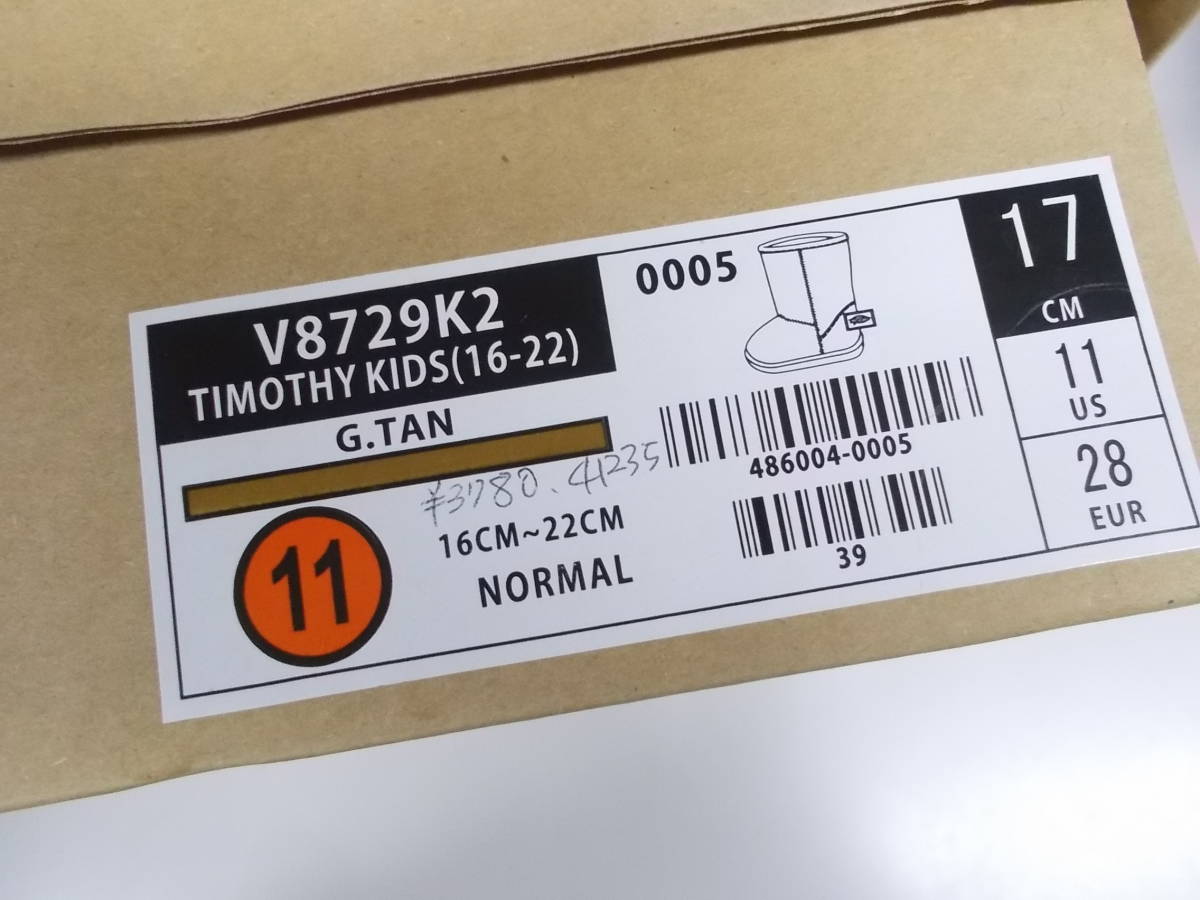 V8729K2
TIMOTHY KIDS(16-22)
G.TAN
¥3780. 41235
11
16CM~22CM
NORMAL
0005
486004-0005
39
17
CM
11
US
28
EUR